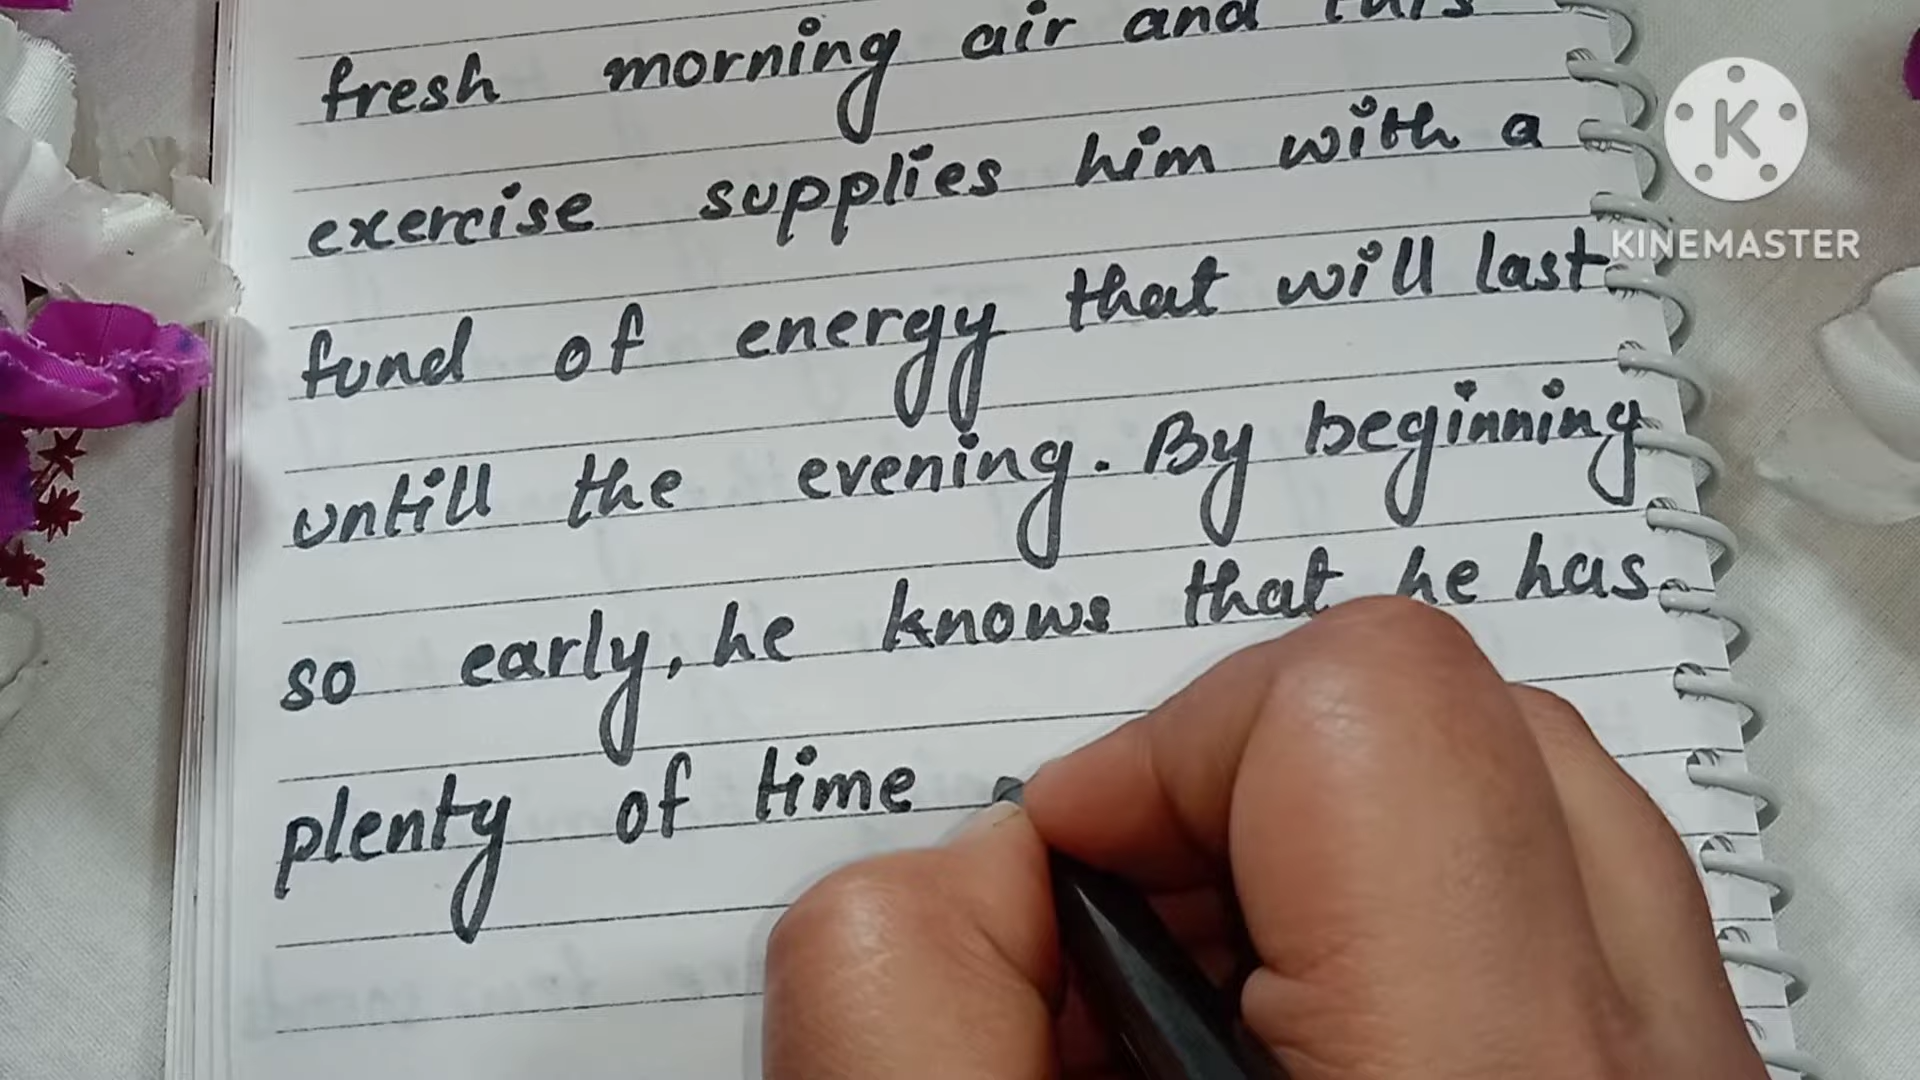 fresh morning air and this
exercise supplies him with a
fund of energy that will last
untill the evening. By beginning
so early, he knows that he has
plenty of time
K
KINEMASTER